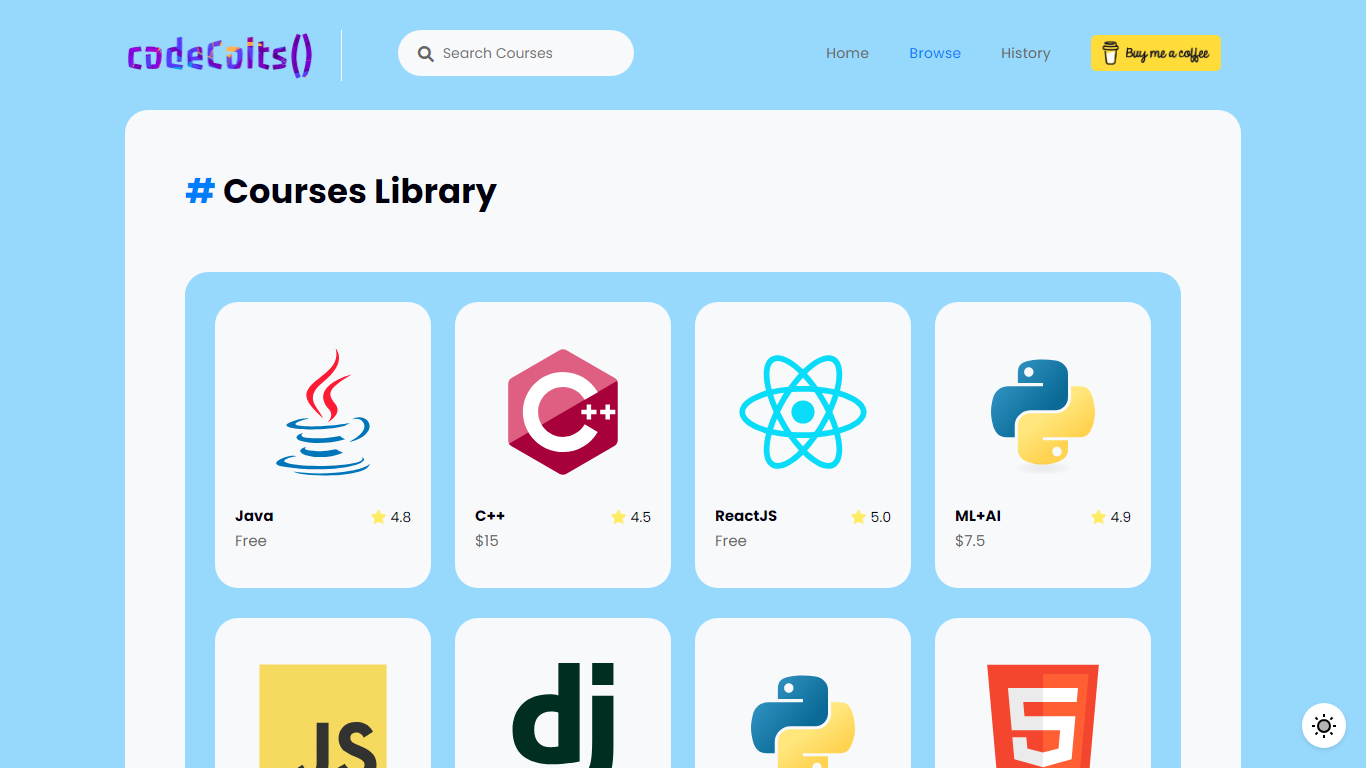 codeCoits()
Search Courses
Home
Browse
History
Buy me a coffee
# Courses Library
C++
Java
4.8
Free
C++
4.5
$15
ReactJS
5.0
Free
ML+AI
4.9
$7.5
JS
dj
5